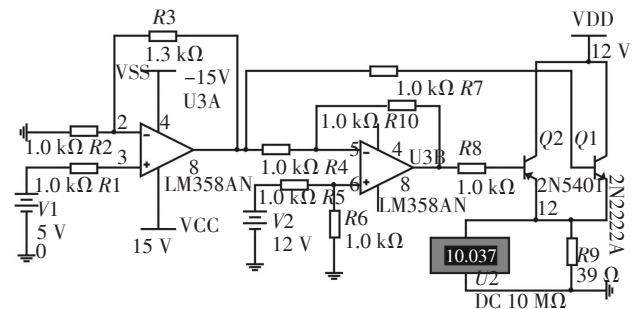 R3
1.3 kΩ
VSS
−15V
U3A
2
4
1.0 kΩ R2
3
1.0 kΩ R1
8
LM358AN
V1
5 V
0
VCC
15 V
1.0 kΩ R7
1.0 kΩ R10
1.0 kΩ R4
5
4
U3B
1.0 kΩ R5
6
8
LM358AN
V2
12 V
R6
1.0 kΩ
R8
1.0 kΩ
VDD
12 V
Q2
Q1
2N5401
2N2222A
12
10.037
U2
DC 10 MΩ
R9
39 Ω